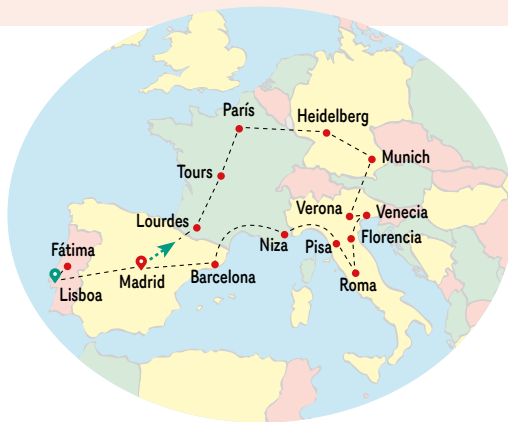 París
Heidelberg
Munich
Tours
Verona
Venecia
Lourdes
Florencia
Niza
Pisa
Fátima
Madrid
Barcelona
Roma
Lisboa